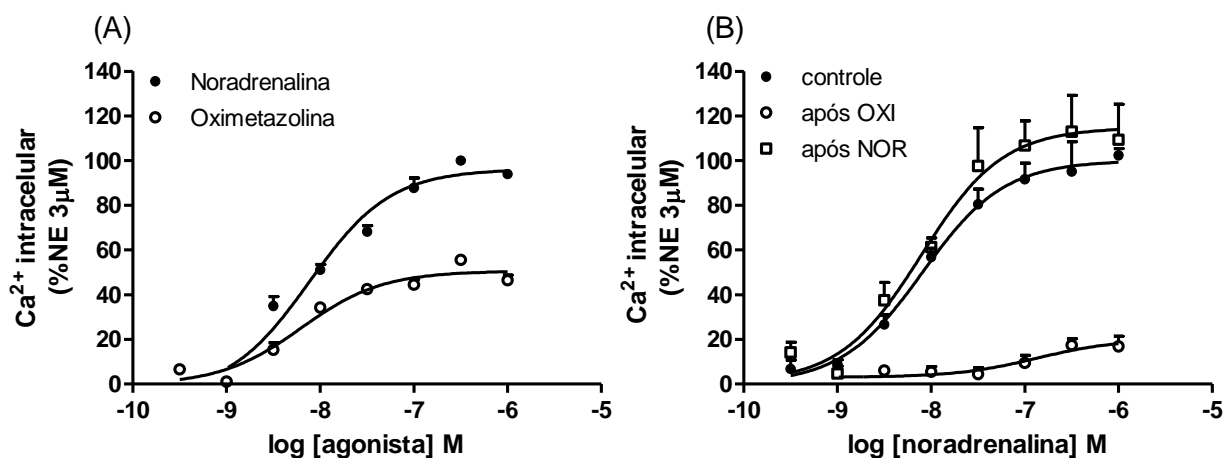 (A)
Ca2+ intracelular
(%NE 3µM)
140
120
100
80
60
40
20
0
Noradrenalina
Oximetazolina
-10 -9 -8 -7 -6 -5
log [agonista] M
(B)
Ca2+ intracelular
(%NE 3µM)
140
120
100
80
60
40
20
0
controle
após OXI
após NOR
-10 -9 -8 -7 -6 -5
log [noradrenalina] M